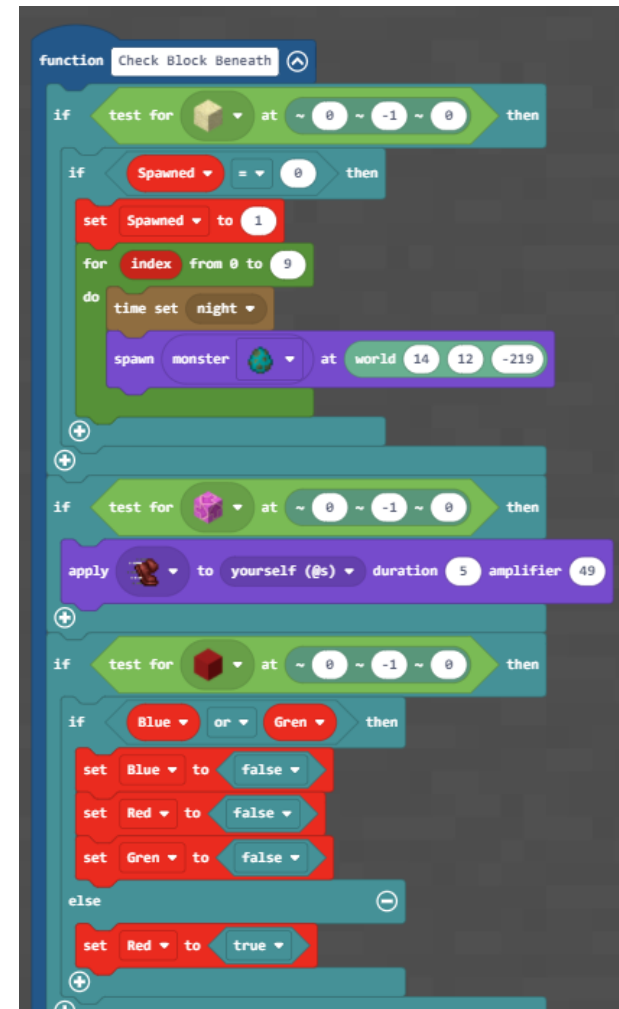 function Check Block Beneath
if test for at ~ 0 ~ -1 ~ 0 then
if Spawned = 0 then
set Spawned to 1
for index from 0 to 9
do
time set night
spawn monster at world 14 12 -219
if test for at ~ 0 ~ -1 ~ 0 then
apply to yourself (@s) duration 5 amplifier 49
if test for at ~ 0 ~ -1 ~ 0 then
if Blue or Gren then
set Blue to false
set Red to false
set Gren to false
else
set Red to true